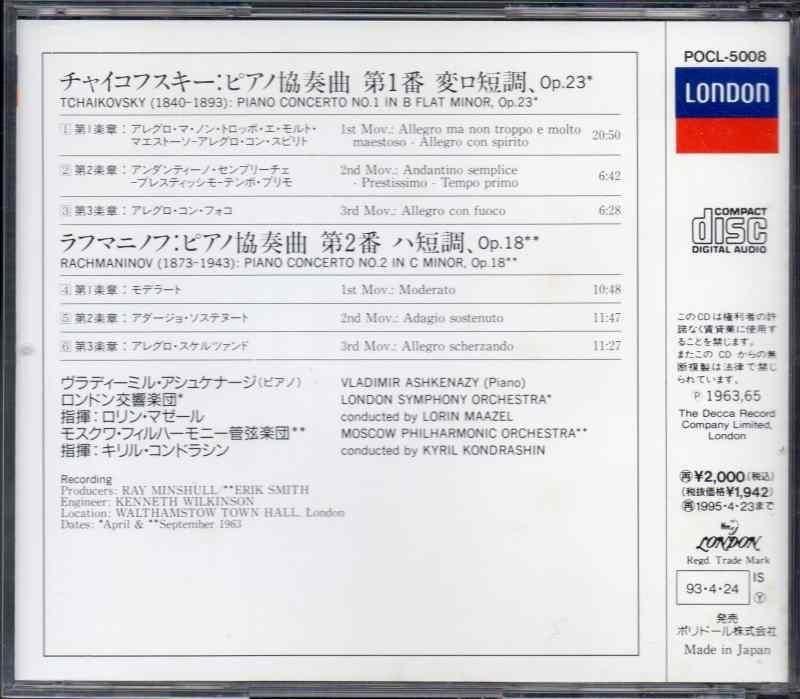 チャイコフスキー:ピアノ協奏曲 第1番 変ロ短調、Op.23*
TCHAIKOVSKY (1840-1893): PIANO CONCERTO NO.1 IN B FLAT MINOR, Op.23*
1 第1楽章:アレグロ・マ・ノン・トロッポ・エ・モルト・
マエストーソ-アレグロ・コン・スピリト
1st Mov.: Allegro ma non troppo e molto
maestoso - Allegro con spirito
20:50
2 第2楽章:アンダンティーノ・センプリーチェ
-プレスティッシモ-テンポ・プリモ
2nd Mov.: Andantino semplice
- Prestissimo - Tempo primo
6:42
3 第3楽章:アレグロ・コン・フォコ
3rd Mov.: Allegro con fuoco
6:28
ラフマニノフ:ピアノ協奏曲 第2番 ハ短調、Op.18**
RACHMANINOV (1873-1943): PIANO CONCERTO NO.2 IN C MINOR, Op.18**
4 第1楽章:モデラート
1st Mov.: Moderato
10:48
5 第2楽章:アダージョ・ソステヌート
2nd Mov.: Adagio sostenuto
11:47
6 第3楽章:アレグロ・スケルツァンド
3rd Mov.: Allegro scherzando
11:27
ヴラディーミル・アシュケナージ(ピアノ)
ロンドン交響楽団*
指揮:ロリン・マゼール
モスクワ・フィルハーモニー管弦楽団**
指揮:キリル・コンドラシン
VLADIMIR ASHKENAZY (Piano)
LONDON SYMPHONY ORCHESTRA*
conducted by LORIN MAAZEL
MOSCOW PHILHARMONIC ORCHESTRA**
conducted by KYRIL KONDRASHIN
Recording
Producers: RAY MINSHULL/**ERIK SMITH
Engineer: KENNETH WILKINSON
Location: WALTHAMSTOW TOWN HALL, London
Dates: *April & **September 1963
POCL-5008
LONDON
COMPACT
disc
DIGITAL AUDIO
このCDは権利者の許
諾なく賃貸業に使用す
ることを禁じます。
またこの CD からの無
断複製は法律で禁じ
られています。
Ⓟ 1963,65
The Decca Record
Company Limited,
London
㊢¥2,000(税込)
(税抜価格¥1,942)
㊢1995・4・23まで
LONDON
Regd. Trade Mark
93・4・24
IS
Ⓨ
発売
ポリドール株式会社
Made in Japan